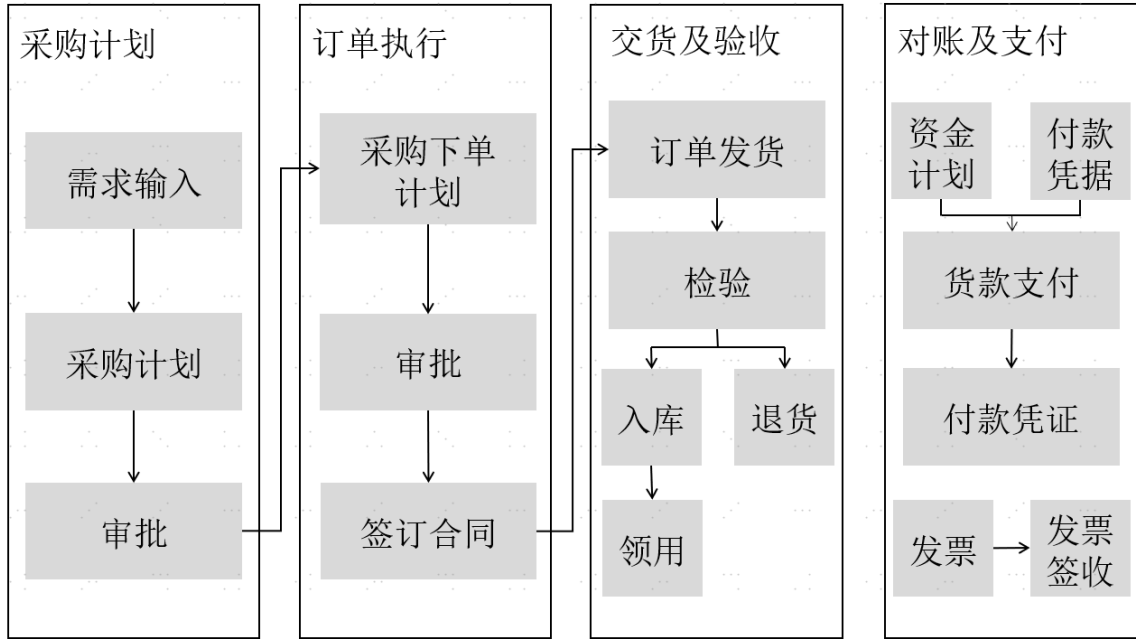 采购计划
需求输入
采购计划
审批
订单执行
采购下单
计划
审批
签订合同
交货及验收
订单发货
检验
入库
退货
领用
对账及支付
资金
计划
付款
凭据
货款支付
付款凭证
发票
发票
签收